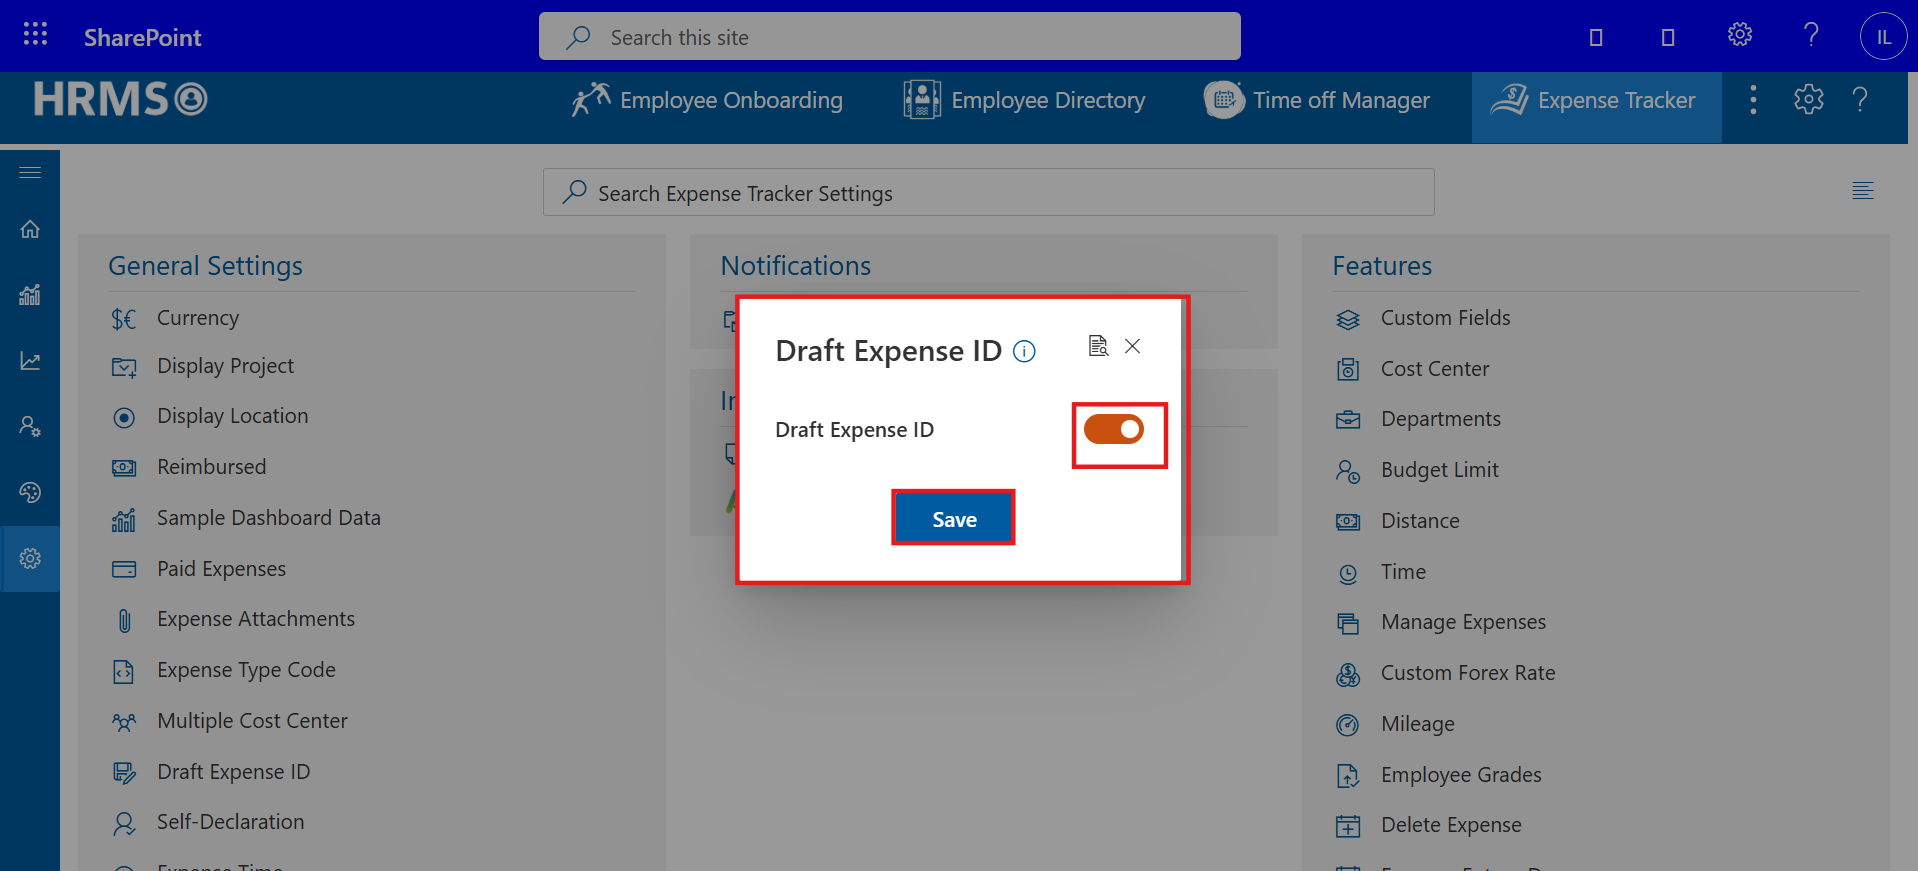 SharePoint
Search this site
IL
HRMS
Employee Onboarding
Employee Directory
Time off Manager
Expense Tracker
Search Expense Tracker Settings
General Settings
Currency
Display Project
Display Location
Reimbursed
Sample Dashboard Data
Paid Expenses
Expense Attachments
Expense Type Code
Multiple Cost Center
Draft Expense ID
Self-Declaration
Expense Time
Notifications
Draft Expense ID
Draft Expense ID
Save
Features
Custom Fields
Cost Center
Departments
Budget Limit
Distance
Time
Manage Expenses
Custom Forex Rate
Mileage
Employee Grades
Delete Expense